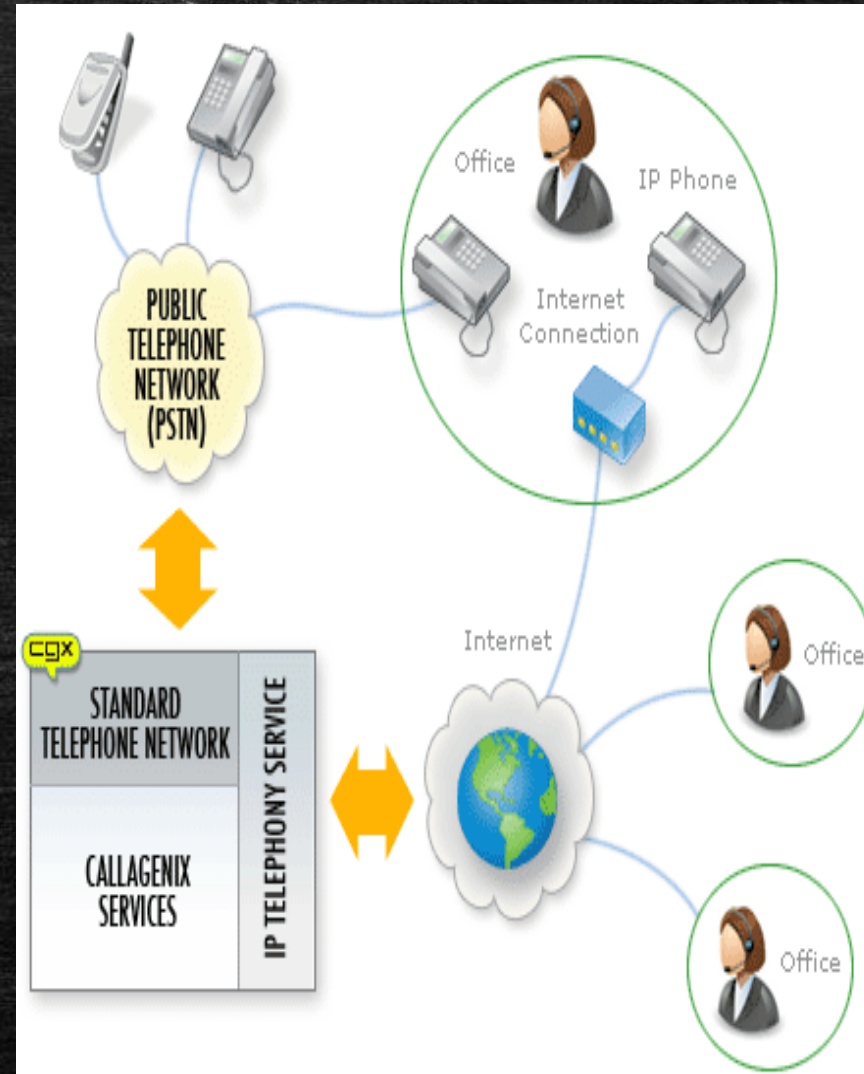 Office
IP Phone
Internet
Connection
PUBLIC
TELEPHONE
NETWORK
(PSTN)
Internet
Office
cgx
STANDARD
TELEPHONE NETWORK
IP TELEPHONY SERVICE
CALLAGENIX
SERVICES
Office